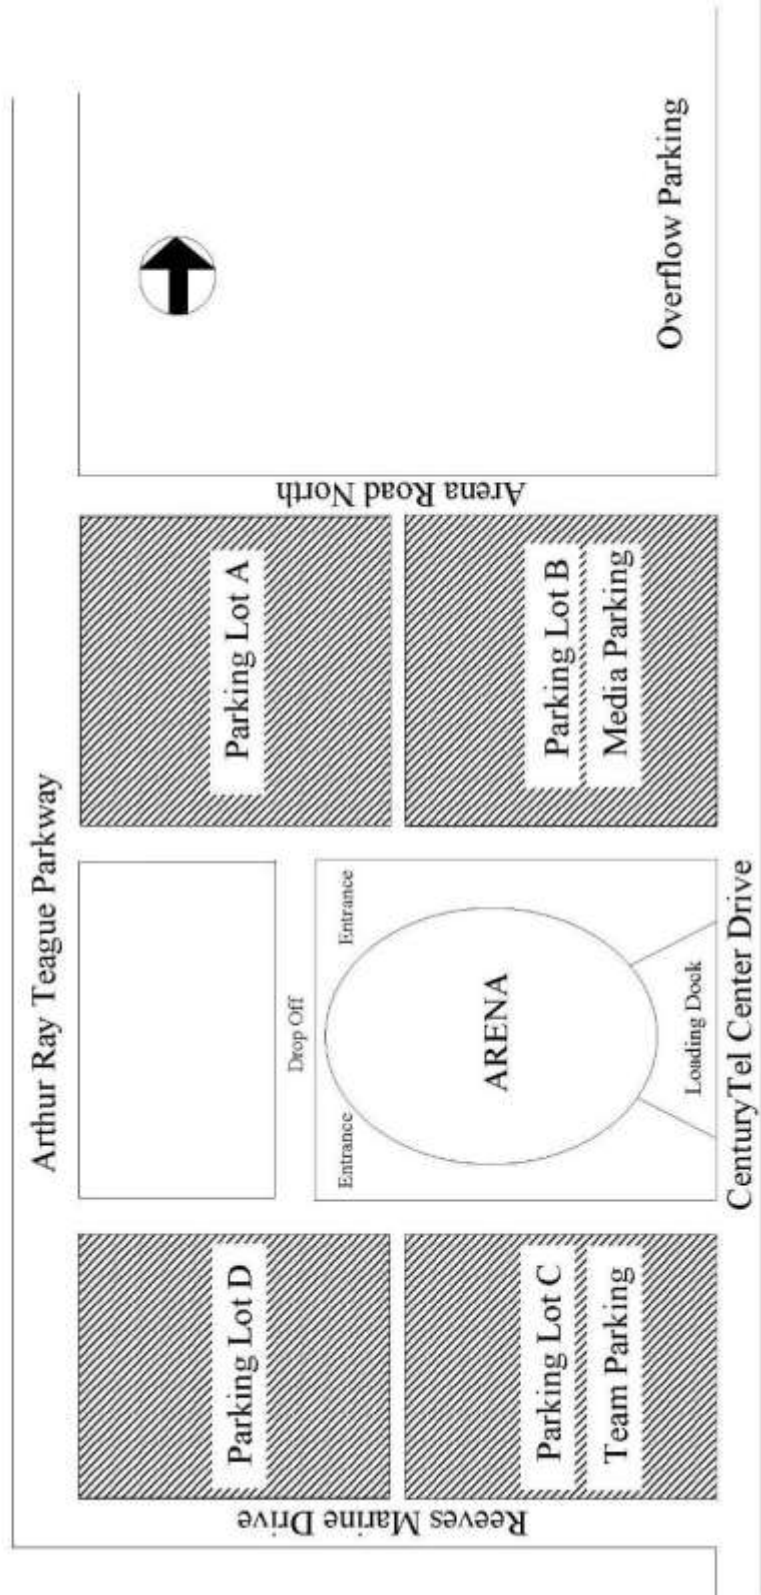 Arthur Ray Teague Parkway
Reeves Marine Drive
Parking Lot D
Parking Lot C
Team Parking
Drop Off
Entrance
Entrance
ARENA
Loading Dock
CenturyTel Center Drive
Parking Lot A
Parking Lot B
Media Parking
Arena Road North
Overflow Parking